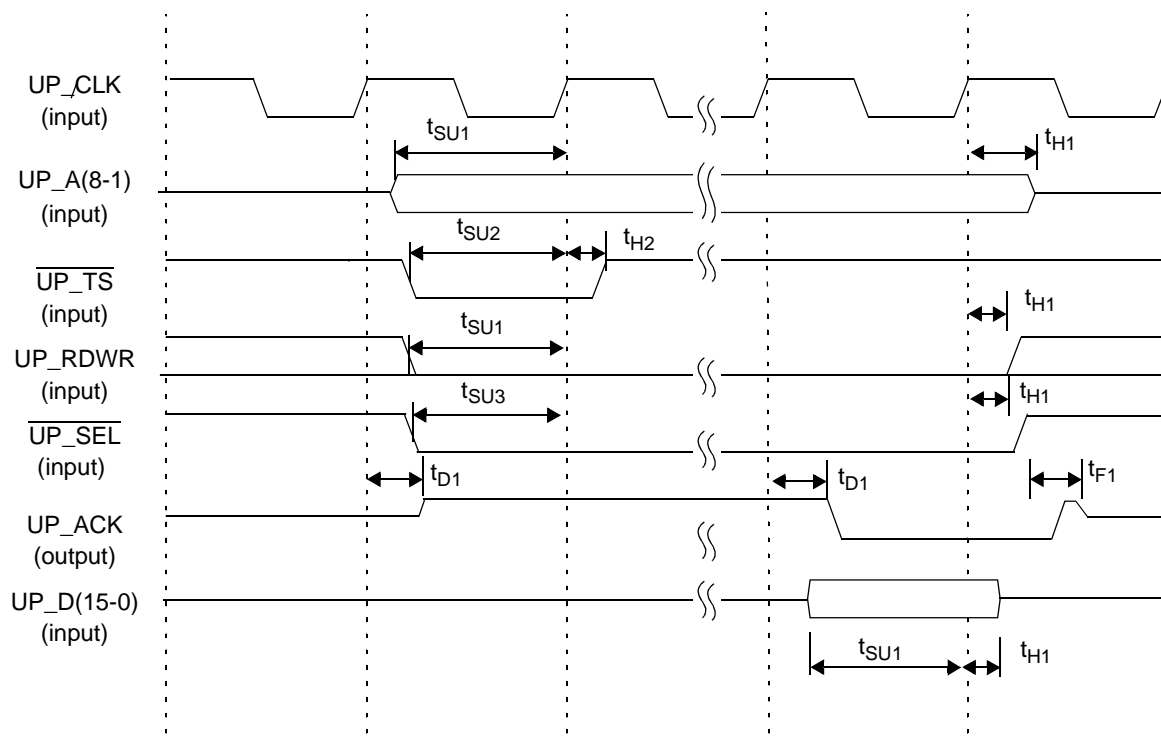 UP_CLK
(input)
tSU1
tH1
UP_A(8-1)
(input)
tSU2
tH2
UP_TS
(input)
tH1
tSU1
UP_RDWR
(input)
tSU3
tH1
UP_SEL
(input)
tD1
tD1
tF1
UP_ACK
(output)
UP_D(15-0)
(input)
tSU1
tH1